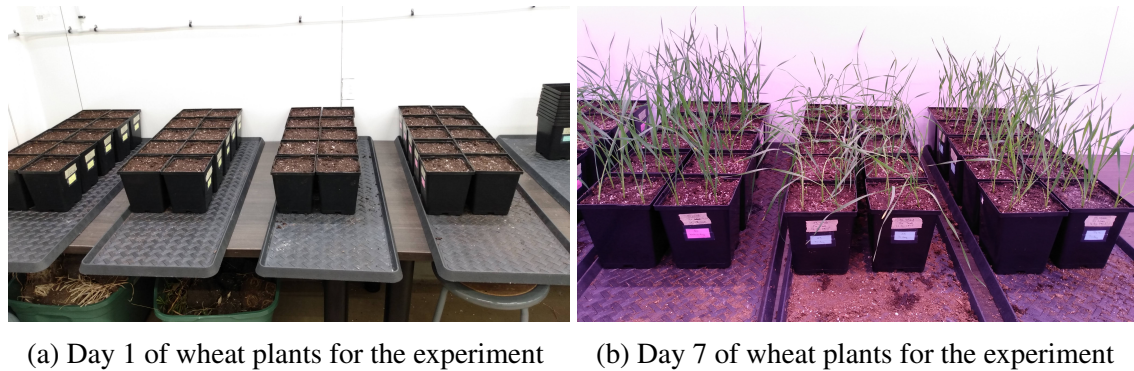 (a) Day 1 of wheat plants for the experiment
(b) Day 7 of wheat plants for the experiment